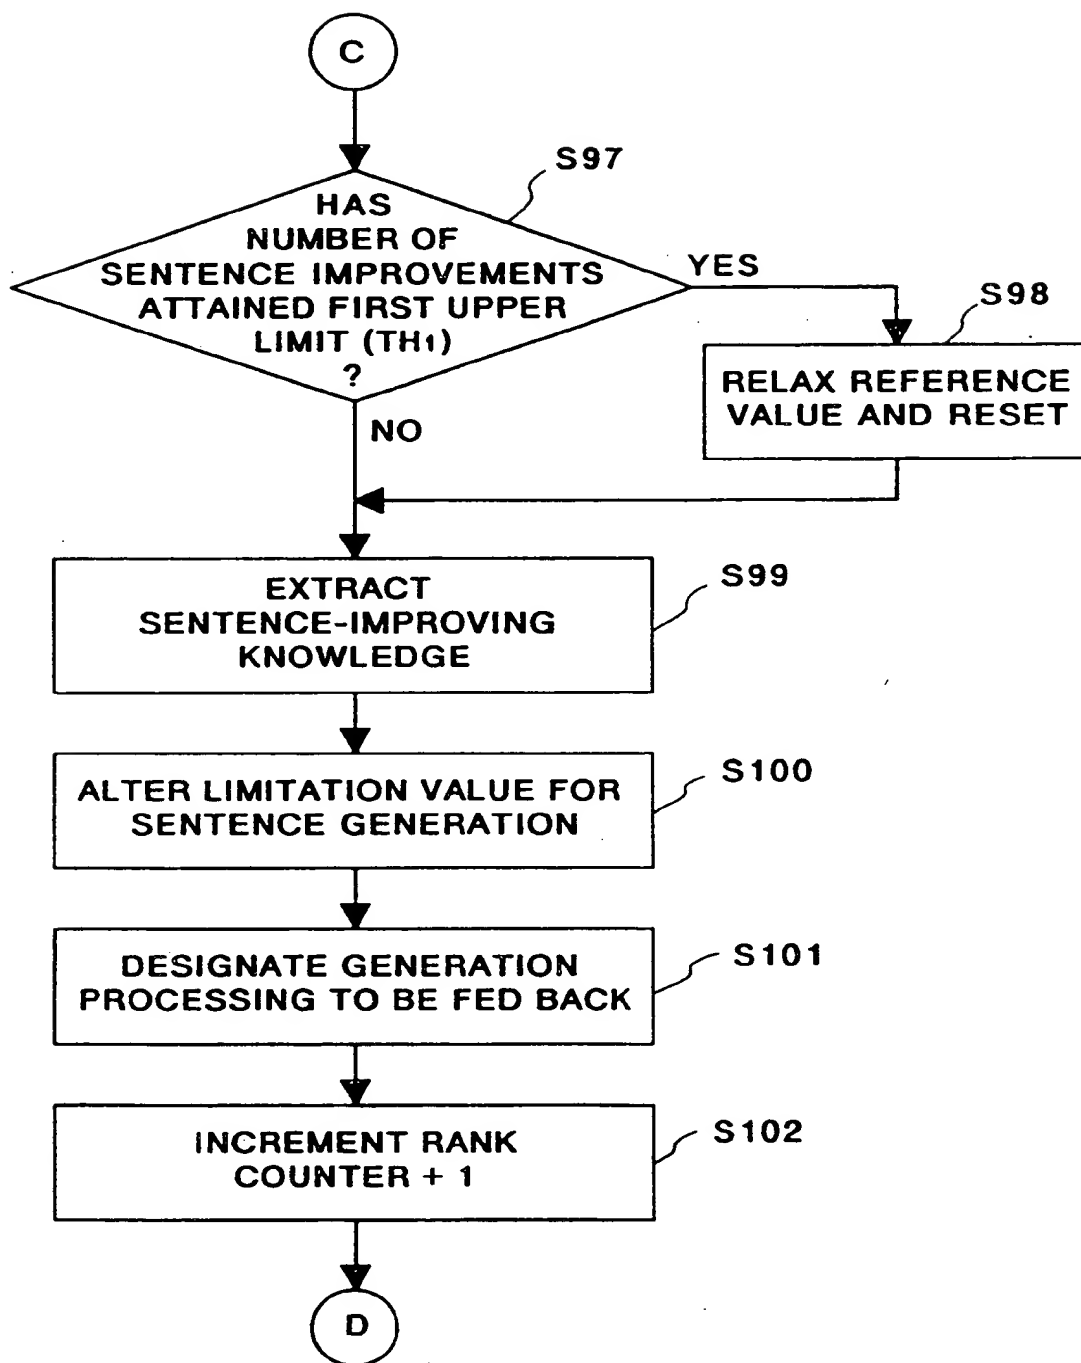 C
S97
HAS
NUMBER OF
SENTENCE IMPROVEMENTS
ATTAINED FIRST UPPER
LIMIT (TH1)
?
YES
S98
RELAX REFERENCE
VALUE AND RESET
NO
S99
EXTRACT
SENTENCE-IMPROVING
KNOWLEDGE
S100
ALTER LIMITATION VALUE FOR
SENTENCE GENERATION
S101
DESIGNATE GENERATION
PROCESSING TO BE FED BACK
S102
INCREMENT RANK
COUNTER + 1
D